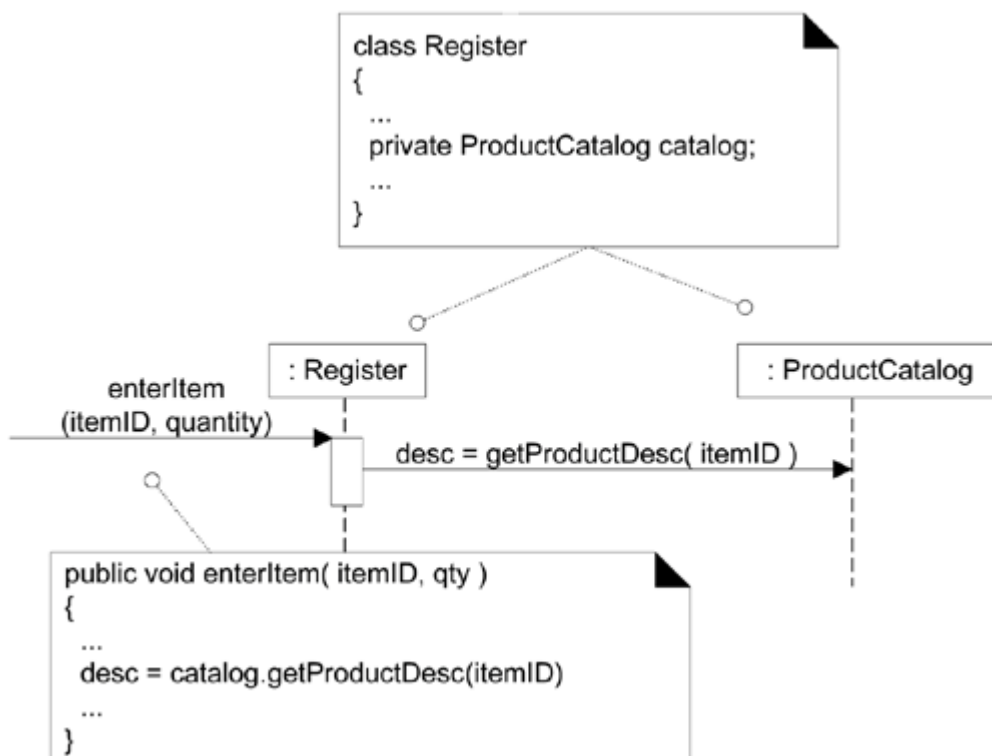 class Register
{
...
private ProductCatalog catalog;
...
}
: Register
: ProductCatalog
enterItem
(itemID, quantity)
desc = getProductDesc( itemID )
public void enterItem( itemID, qty )
{
...
desc = catalog.getProductDesc(itemID)
...
}